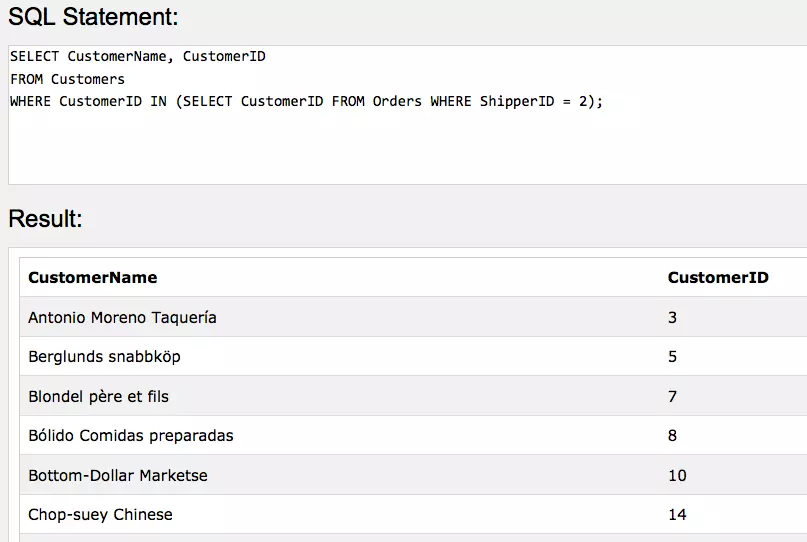 SQL Statement:
SELECT CustomerName, CustomerID
FROM Customers
WHERE CustomerID IN (SELECT CustomerID FROM Orders WHERE ShipperID = 2);
Result:
CustomerName CustomerID
Antonio Moreno Taquería 3
Berglunds snabbköp 5
Blondel père et fils 7
Bólido Comidas preparadas 8
Bottom-Dollar Marketse 10
Chop-suey Chinese 14